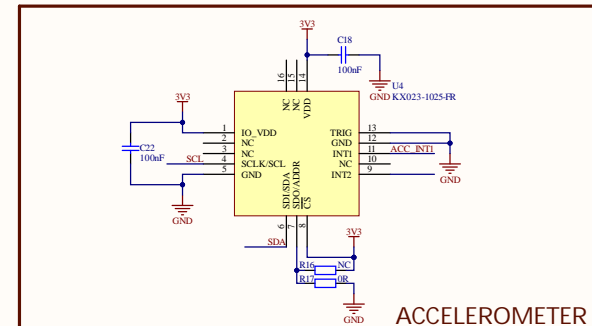 3V3
C18
100nF
GND
U4
KX023-1025-FR
16
15
14
NC
NC
VDD
3V3
C22
100nF
SCL
GND
1
2
3
4
5
IO_VDD
NC
NC
SCLK/SCL
GND
TRIG
GND
INT1
NC
INT2
13
12
11
10
9
ACC_INT1
GND
SDI/SDA
SDO/ADDR
CS
6
7
8
SDA
3V3
R16
NC
R17
0R
GND
ACCELEROMETER